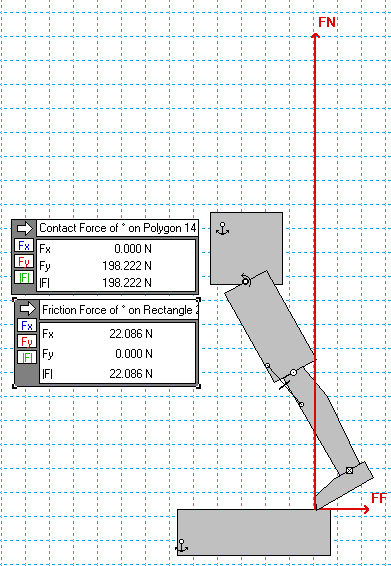 FN
Contact Force of * on Polygon 14
Fx
Fy
|F|
Fx 0.000 N
Fy 198.222 N
|F| 198.222 N
Friction Force of * on Rectangle
Fx
Fy
|F|
Fx 22.086 N
Fy 0.000 N
|F| 22.086 N
FF